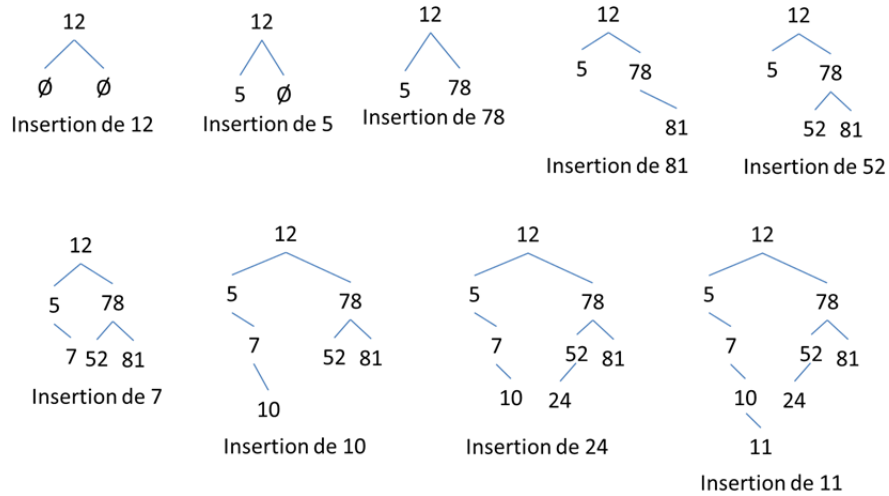 12
Ø Ø
Insertion de 12
12
5 Ø
Insertion de 5
12
5 78
Insertion de 78
12
5 78
81
Insertion de 81
12
5 78
52 81
Insertion de 52
12
5 78
7 52 81
Insertion de 7
12
5 78
7 52 81
10
Insertion de 10
12
5 78
7 52 81
10 24
Insertion de 24
12
5 78
7 52 81
10 24
11
Insertion de 11